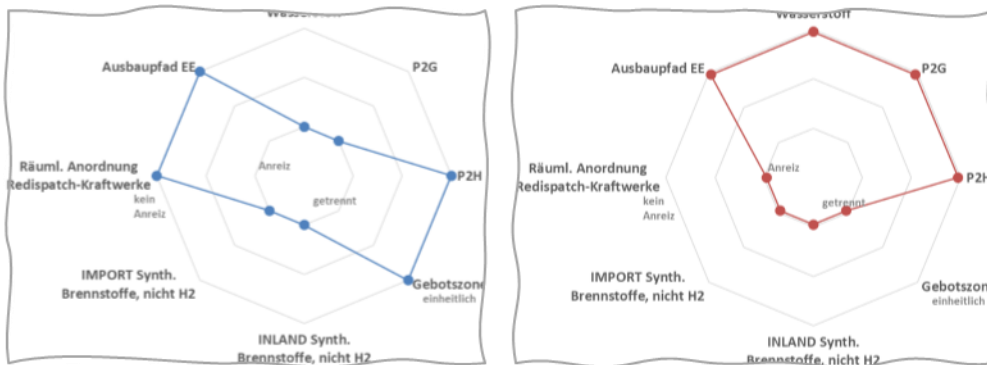 Wasserstoff
Ausbaupfad EE
P2G
Räuml. Anordnung
Redispatch-Kraftwerke
kein
Anreiz
Anreiz
P2H
getrennt
IMPORT Synth.
Brennstoffe, nicht H2
Gebotszone
einheitlich
INLAND Synth.
Brennstoffe, nicht H2
Wasserstoff
Ausbaupfad EE
P2G
Räuml. Anordnung
Redispatch-Kraftwerke
kein
Anreiz
Anreiz
P2H
getrennt
IMPORT Synth.
Brennstoffe, nicht H2
Gebotszone
einheitlich
INLAND Synth.
Brennstoffe, nicht H2